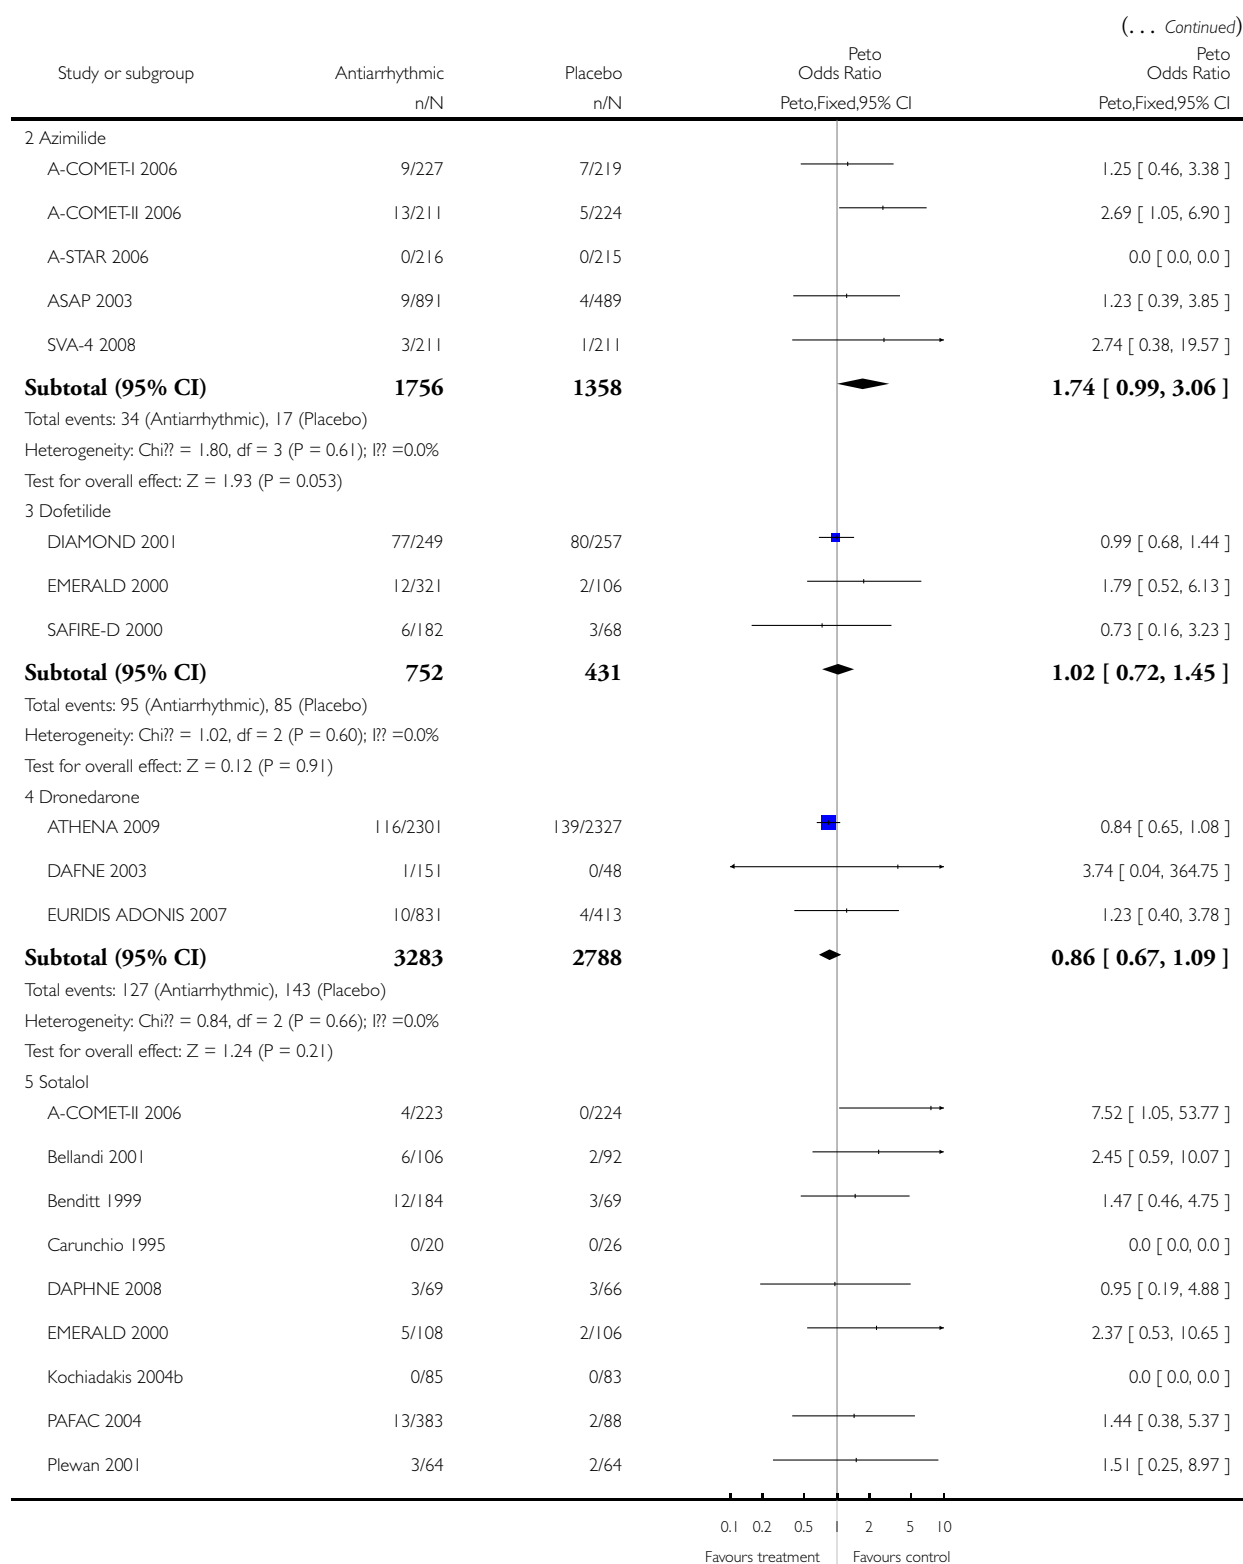 (... Continued)
Peto Peto
Study or subgroup Antiarrhythmic Placebo Odds Ratio Odds Ratio
n/N n/N Peto,Fixed,95% CI Peto,Fixed,95% CI
2 Azimilide
A-COMET-I 2006 9/227 7/219 1.25 [ 0.46, 3.38 ]
A-COMET-II 2006 13/211 5/224 2.69 [ 1.05, 6.90 ]
A-STAR 2006 0/216 0/215 0.0 [ 0.0, 0.0 ]
ASAP 2003 9/891 4/489 1.23 [ 0.39, 3.85 ]
SVA-4 2008 3/211 1/211 2.74 [ 0.38, 19.57 ]
Subtotal (95% CI) 1756 1358 1.74 [ 0.99, 3.06 ]
Total events: 34 (Antiarrhythmic), 17 (Placebo)
Heterogeneity: Chi?? = 1.80, df = 3 (P = 0.61); I?? =0.0%
Test for overall effect: Z = 1.93 (P = 0.053)
3 Dofetilide
DIAMOND 2001 77/249 80/257 0.99 [ 0.68, 1.44 ]
EMERALD 2000 12/321 2/106 1.79 [ 0.52, 6.13 ]
SAFIRE-D 2000 6/182 3/68 0.73 [ 0.16, 3.23 ]
Subtotal (95% CI) 752 431 1.02 [ 0.72, 1.45 ]
Total events: 95 (Antiarrhythmic), 85 (Placebo)
Heterogeneity: Chi?? = 1.02, df = 2 (P = 0.60); I?? =0.0%
Test for overall effect: Z = 0.12 (P = 0.91)
4 Dronedarone
ATHENA 2009 116/2301 139/2327 0.84 [ 0.65, 1.08 ]
DAFNE 2003 1/151 0/48 3.74 [ 0.04, 364.75 ]
EURIDIS ADONIS 2007 10/831 4/413 1.23 [ 0.40, 3.78 ]
Subtotal (95% CI) 3283 2788 0.86 [ 0.67, 1.09 ]
Total events: 127 (Antiarrhythmic), 143 (Placebo)
Heterogeneity: Chi?? = 0.84, df = 2 (P = 0.66); I?? =0.0%
Test for overall effect: Z = 1.24 (P = 0.21)
5 Sotalol
A-COMET-II 2006 4/223 0/224 7.52 [ 1.05, 53.77 ]
Bellandi 2001 6/106 2/92 2.45 [ 0.59, 10.07 ]
Benditt 1999 12/184 3/69 1.47 [ 0.46, 4.75 ]
Carunchio 1995 0/20 0/26 0.0 [ 0.0, 0.0 ]
DAPHNE 2008 3/69 3/66 0.95 [ 0.19, 4.88 ]
EMERALD 2000 5/108 2/106 2.37 [ 0.53, 10.65 ]
Kochiadakis 2004b 0/85 0/83 0.0 [ 0.0, 0.0 ]
PAFAC 2004 13/383 2/88 1.44 [ 0.38, 5.37 ]
Plewan 2001 3/64 2/64 1.51 [ 0.25, 8.97 ]
0.1 0.2 0.5 1 2 5 10
Favours treatment Favours control